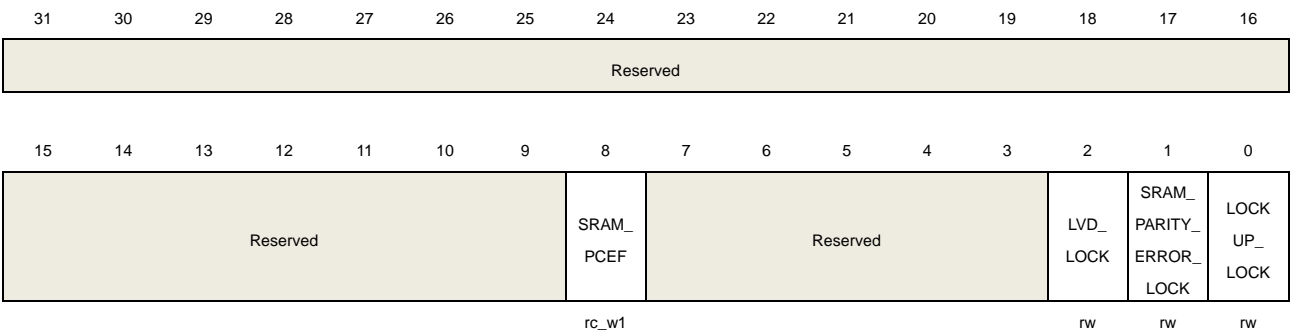 31 30 29 28 27 26 25 24 23 22 21 20 19 18 17 16
Reserved
15 14 13 12 11 10 9 8 7 6 5 4 3 2 1 0
Reserved
SRAM_
PCEF
Reserved
LVD_
LOCK
SRAM_
PARITY_
ERROR_
LOCK
LOCK
UP_
LOCK
rc_w1 rw rw rw